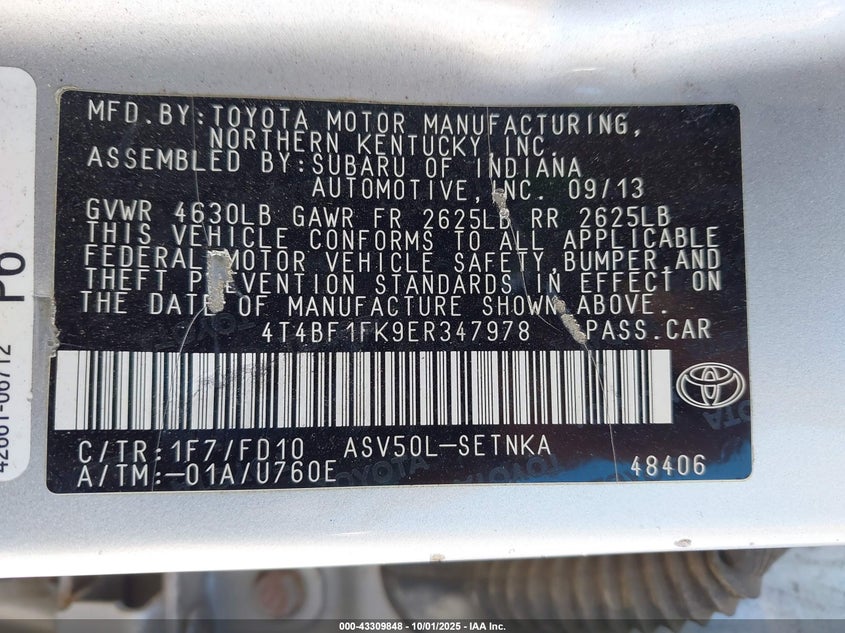 MFD.BY:TOYOTA MOTOR MANUFACTURING,
NORTHERN KENTUCKY INC.
ASSEMBLED BY:SUBARU OF INDIANA
AUTOMOTIVE,INC. 09/13
GVWR 4630LB GAWR FR 2625LB RR 2625LB
THIS VEHICLE CONFORMS TO ALL APPLICABLE
FEDERAL MOTOR VEHICLE SAFETY,BUMPER,AND
THEFT PREVENTION STANDARDS IN EFFECT ON
THE DATE OF MANUFACTURE SHOWN ABOVE.
4T4BF1FK9ER347978 PASS.CAR
C/TR:1F7/FD10 ASV50L-SETNKA
A/TM:-01A/U760E 48406
000-43309848 - 10/01/2025 - IAA Inc.